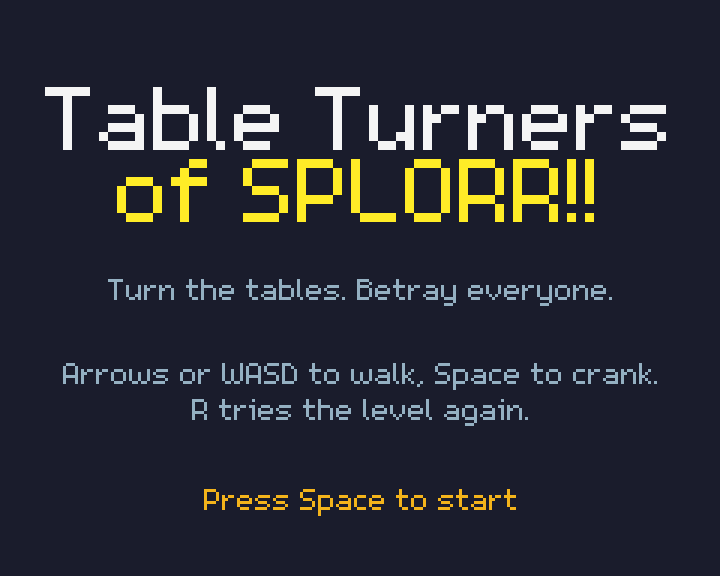 Table Turners
of SPLORR!!
Turn the tables. Betray everyone.
Arrows or WASD to walk, Space to crank.
R tries the level again.
Press Space to start